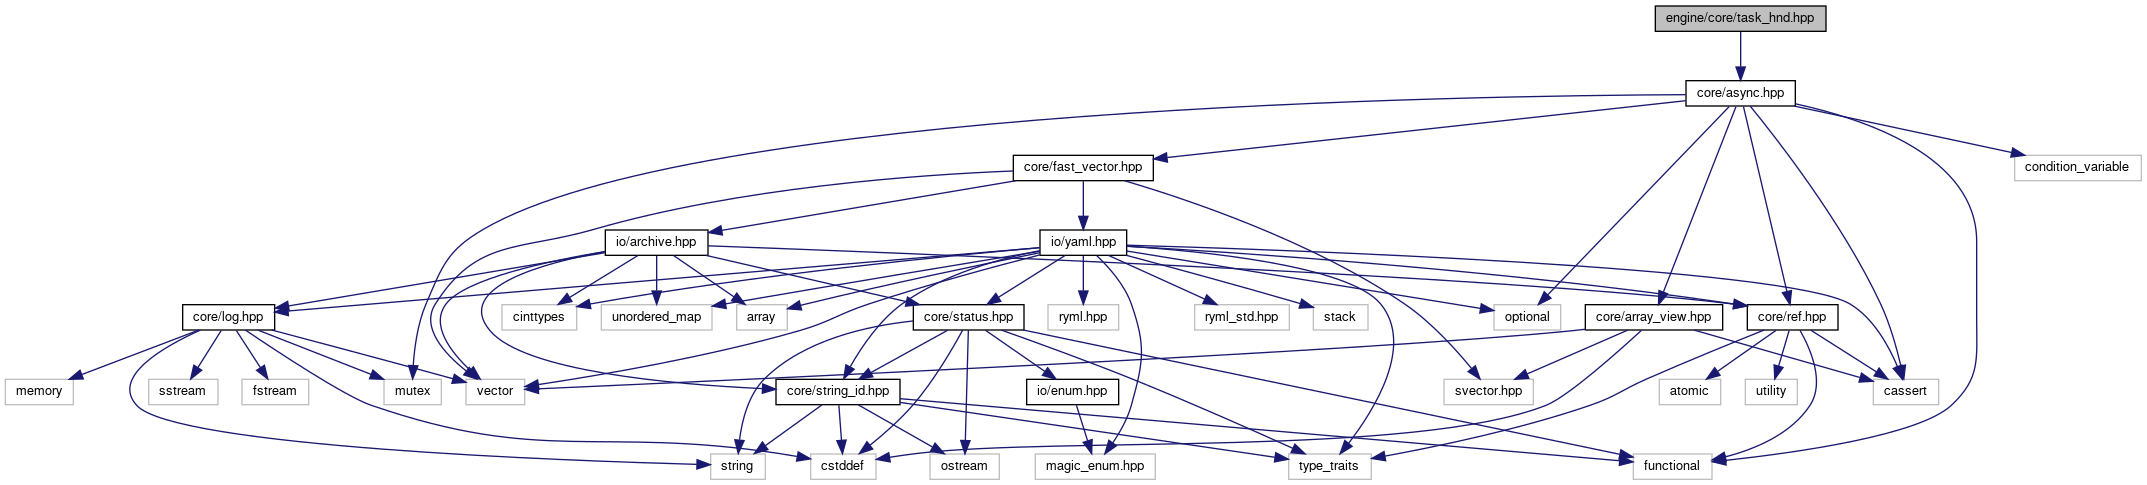 engine/core/task_hnd.hpp
core/async.hpp
core/fast_vector.hpp
condition_variable
io/archive.hpp
io/yaml.hpp
core/log.hpp
cinttypes
unordered_map
array
core/status.hpp
ryml.hpp
ryml_std.hpp
stack
optional
core/array_view.hpp
core/ref.hpp
memory
sstream
fstream
mutex
vector
core/string_id.hpp
io/enum.hpp
svector.hpp
atomic
utility
cassert
string
cstddef
ostream
magic_enum.hpp
type_traits
functional